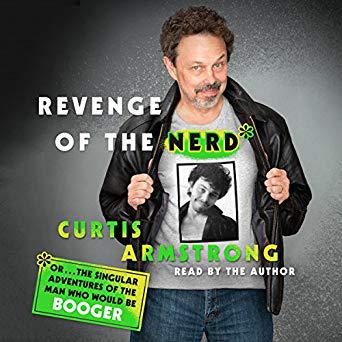 REVENGE
OF THE NERD*
CURTIS
ARMSTRONG
READ BY THE AUTHOR
*OR...THE SINGULAR
ADVENTURES OF THE
MAN WHO WOULD BE
BOOGER